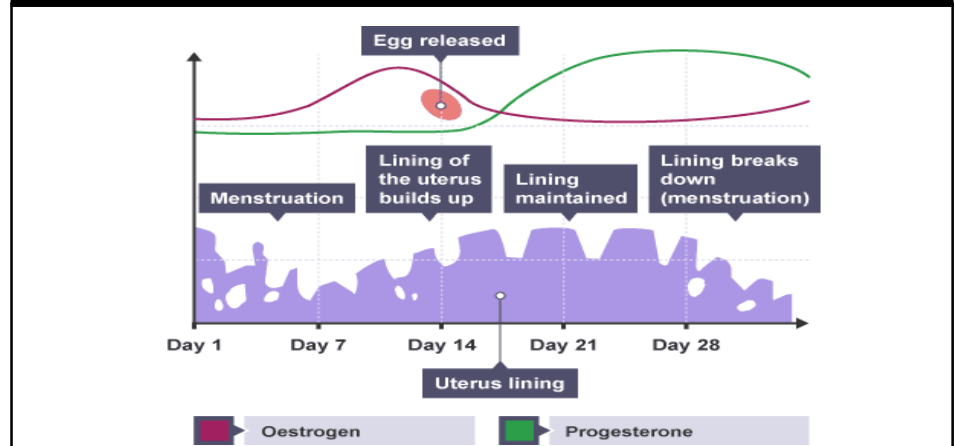 Egg released
Menstruation
Lining of
the uterus
builds up
Lining
maintained
Lining breaks
down
(menstruation)
Day 1
Day 7
Day 14
Day 21
Day 28
Uterus lining
Oestrogen
Progesterone